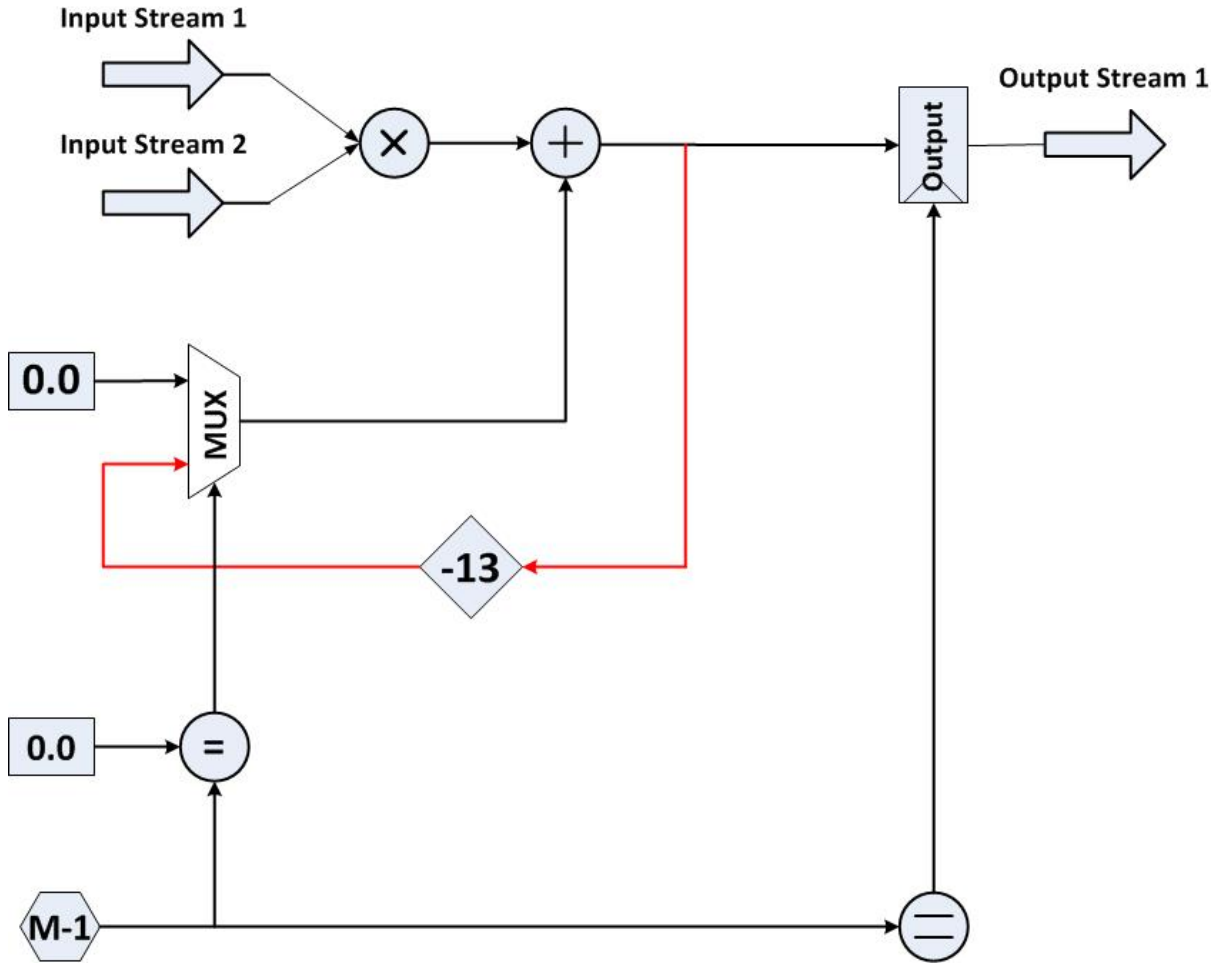 Input Stream 1
Input Stream 2
×
+
Output
Output Stream 1
0.0
MUX
-13
0.0
=
M-1
=